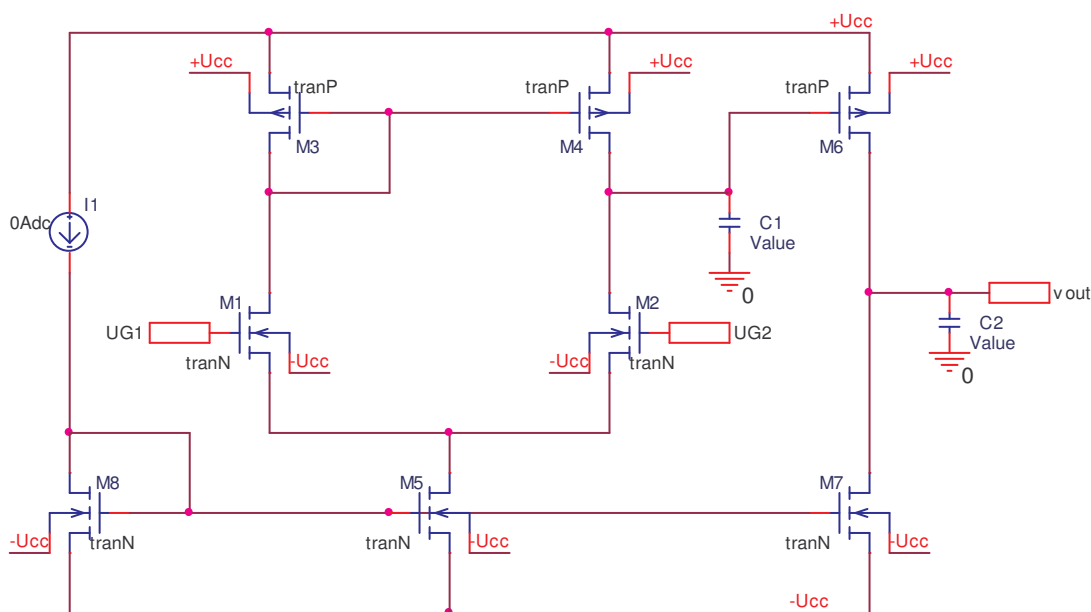 +Ucc
+Ucc
+Ucc
+Ucc
tranP
tranP
tranP
M3
M4
M6
I1
0Adc
C1
Value
0
M1
M2
UG1
UG2
tranN
tranN
-Ucc
-Ucc
vout
C2
Value
0
M8
M5
M7
tranN
tranN
tranN
-Ucc
-Ucc
-Ucc
-Ucc